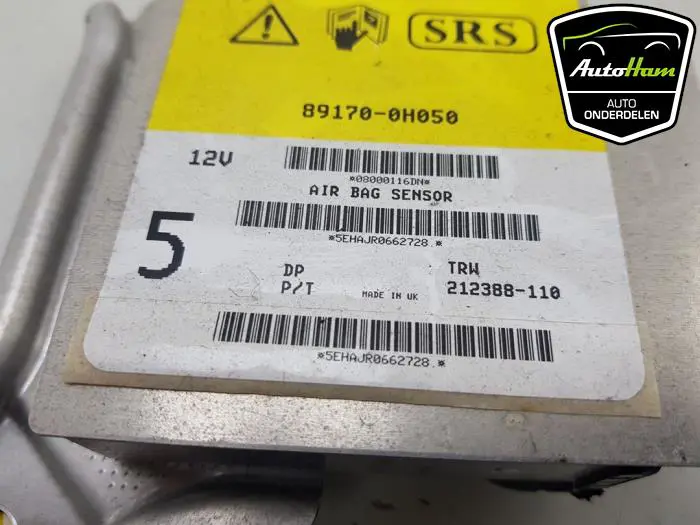 SRS
89170-0H050
12V
*08000116DN*
AIR BAG SENSOR
*5EHAJR0662728.*
5
DP TRW
P/T MADE IN UK 212388-110
*5EHAJR0662728.*
AutoHam
AUTO
ONDERDELEN